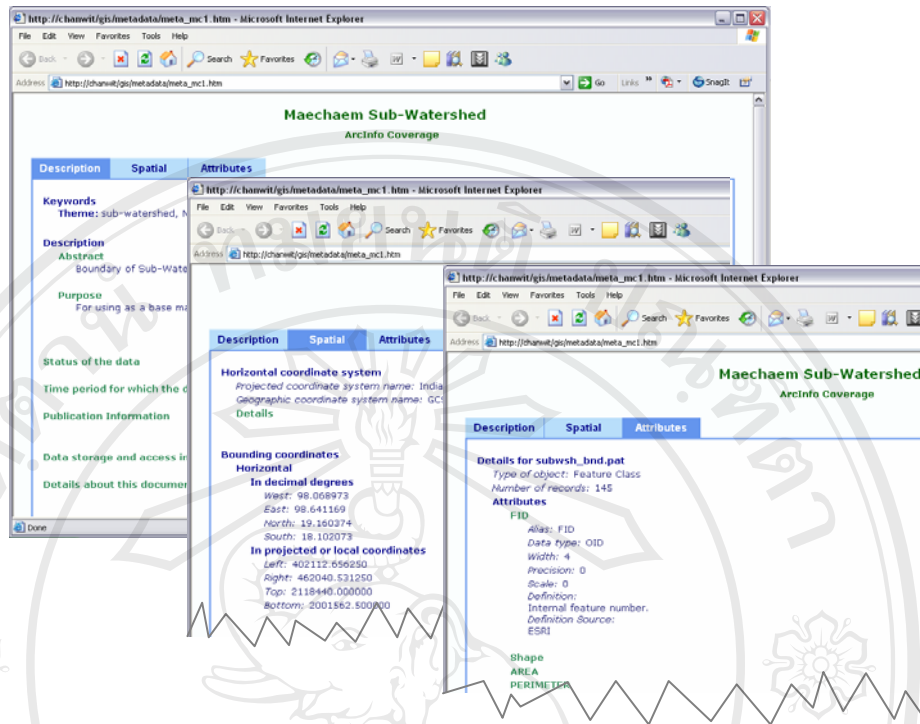 http://chanwit/gis/metadata/meta_mc1.htm - Microsoft Internet Explorer
File Edit View Favorites Tools Help
Back Search Favorites
Address http://chanwit/gis/metadata/meta_mc1.htm Go Links SnagIt
Maechaem Sub-Watershed
ArcInfo Coverage
Description Spatial Attributes
Keywords
Theme: sub-watershed, N
Description
Abstract
Boundary of Sub-Wate
Purpose
For using as a base ma
Status of the data
Time period for which the d
Publication Information
Data storage and access in
Details about this documen
Done
http://chanwit/gis/metadata/meta_mc1.htm - Microsoft Internet Explorer
File Edit View Favorites Tools Help
Back Search Favorites
Address http://chanwit/gis/metadata/meta_mc1.htm
Description Spatial Attributes
Horizontal coordinate system
Projected coordinate system name: India
Geographic coordinate system name: GCS
Details
Bounding coordinates
Horizontal
In decimal degrees
West: 98.068973
East: 98.641169
North: 19.160374
South: 18.102073
In projected or local coordinates
Left: 402112.656250
Right: 462040.531250
Top: 2118440.000000
Bottom: 2001562.500000
http://chanwit/gis/metadata/meta_mc1.htm - Microsoft Internet Explorer
File Edit View Favorites Tools Help
Back Search Favorites
Address http://chanwit/gis/metadata/meta_mc1.htm
Maechaem Sub-Watershed
ArcInfo Coverage
Description Spatial Attributes
Details for subwsh_bnd.pat
Type of object: Feature Class
Number of records: 145
Attributes
FID
Alias: FID
Data type: OID
Width: 4
Precision: 0
Scale: 0
Definition:
Internal feature number.
Definition Source:
ESRI
Shape
AREA
PERIMETER